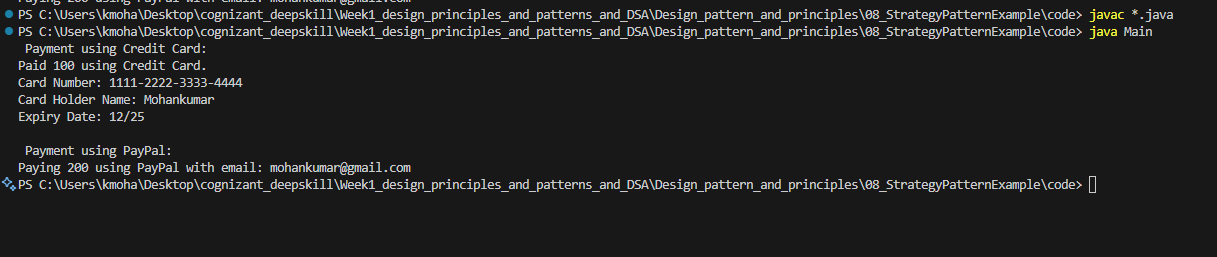 Paying 200 using PayPal with email: mohankumar@gmail.com
PS C:\Users\kmoha\Desktop\cognizant_deepskill\Week1_design_principles_and_patterns_and_DSA\Design_pattern_and_principles\08_StrategyPatternExample\code> javac *.java
PS C:\Users\kmoha\Desktop\cognizant_deepskill\Week1_design_principles_and_patterns_and_DSA\Design_pattern_and_principles\08_StrategyPatternExample\code> java Main
Payment using Credit Card:
Paid 100 using Credit Card.
Card Number: 1111-2222-3333-4444
Card Holder Name: Mohankumar
Expiry Date: 12/25
Payment using PayPal:
Paying 200 using PayPal with email: mohankumar@gmail.com
PS C:\Users\kmoha\Desktop\cognizant_deepskill\Week1_design_principles_and_patterns_and_DSA\Design_pattern_and_principles\08_StrategyPatternExample\code>